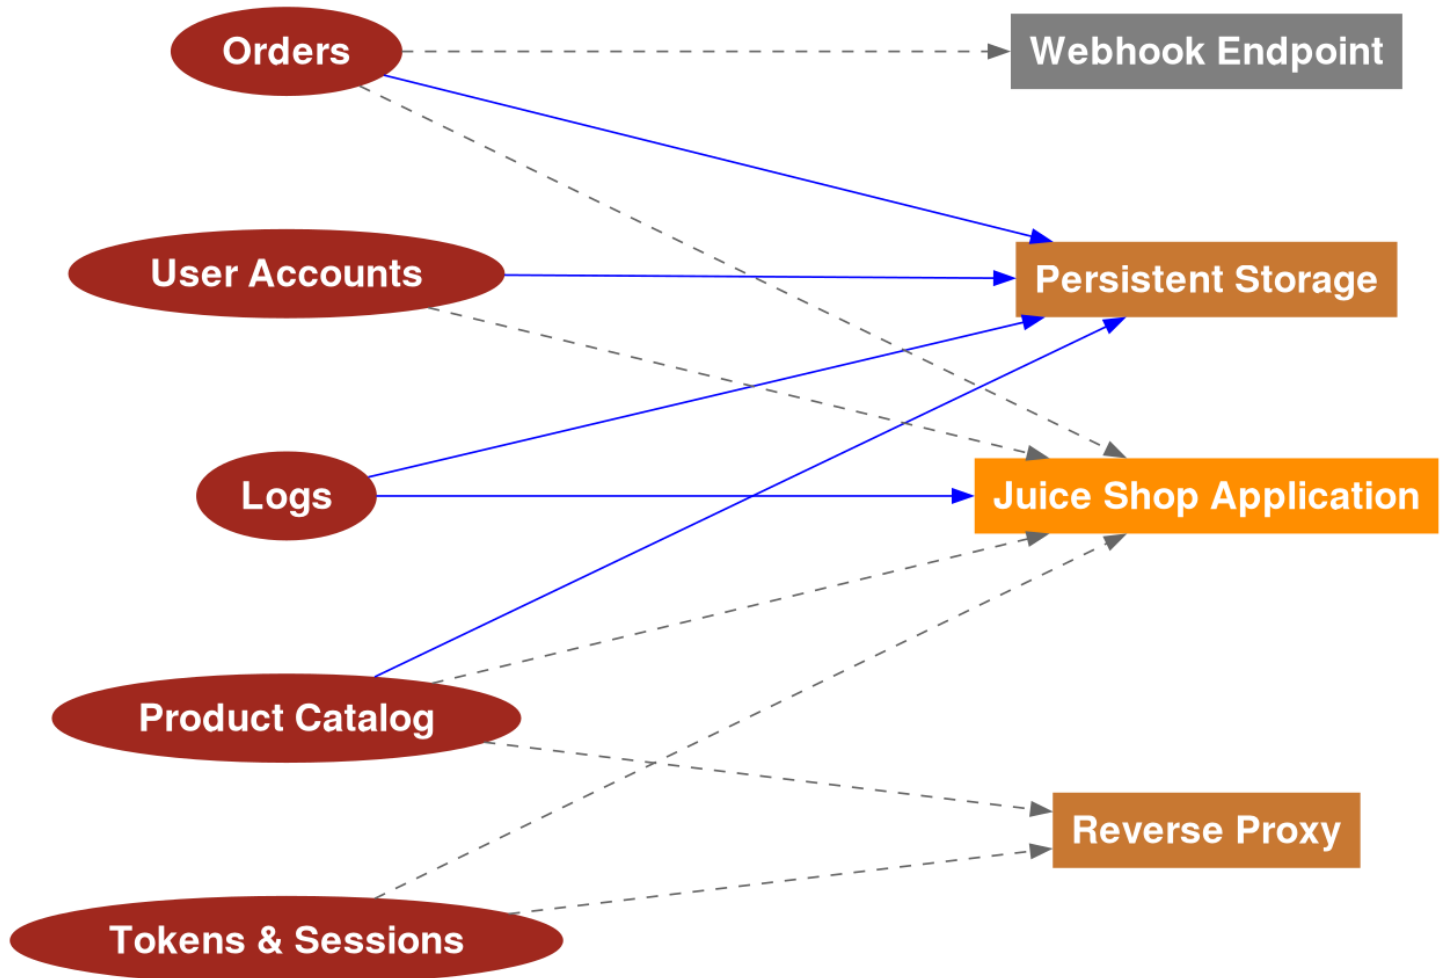 Orders
Webhook Endpoint
User Accounts
Persistent Storage
Logs
Juice Shop Application
Product Catalog
Reverse Proxy
Tokens & Sessions